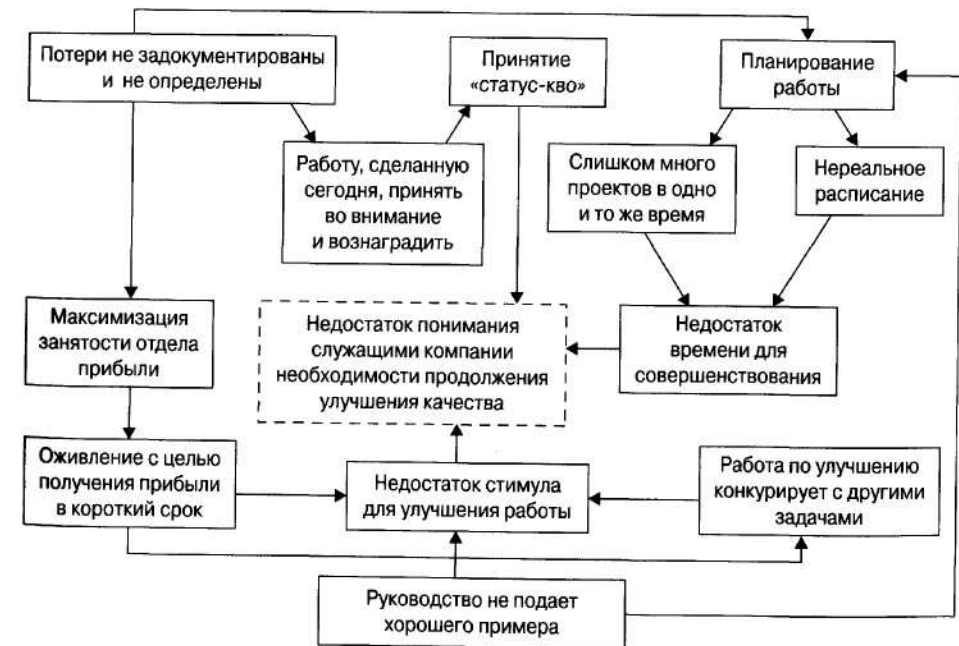 Потери не задокументированы
и не определены
Принятие
«статус-кво»
Планирование
работы
Работу, сделанную
сегодня, принять
во внимание
и вознаградить
Слишком много
проектов в одно
и то же время
Нереальное
расписание
Максимизация
занятости отдела
прибыли
Недостаток понимания
служащими компании
необходимости продолжения
улучшения качества
Недостаток
времени для
совершенствования
Оживление с целью
получения прибыли
в короткий срок
Недостаток стимула
для улучшения работы
Работа по улучшению
конкурирует с другими
задачами
Руководство не подает
хорошего примера